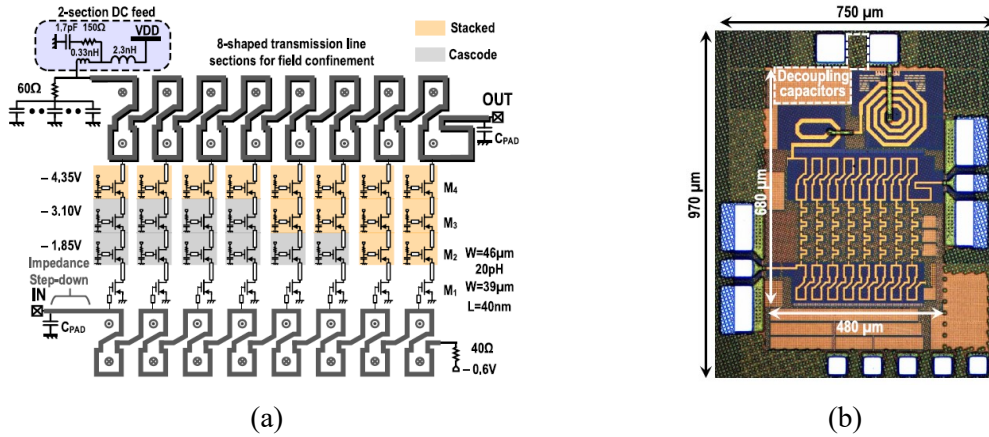 2-section DC feed
1.7pF 150Ω VDD
0.33nH 2.3nH
60Ω
8-shaped transmission line
sections for field confinement
Stacked
Cascode
OUT
C_PAD
– 4,35V
M₄
– 3.10V
M₃
– 1.85V
M₂ W=46μm
20pH
Impedance
Step-down
M₁ W=39μm
L=40nm
IN
C_PAD
40Ω
– 0,6V
(a)
750 μm
970 μm
Decoupling
capacitors
680 μm
480 μm
(b)